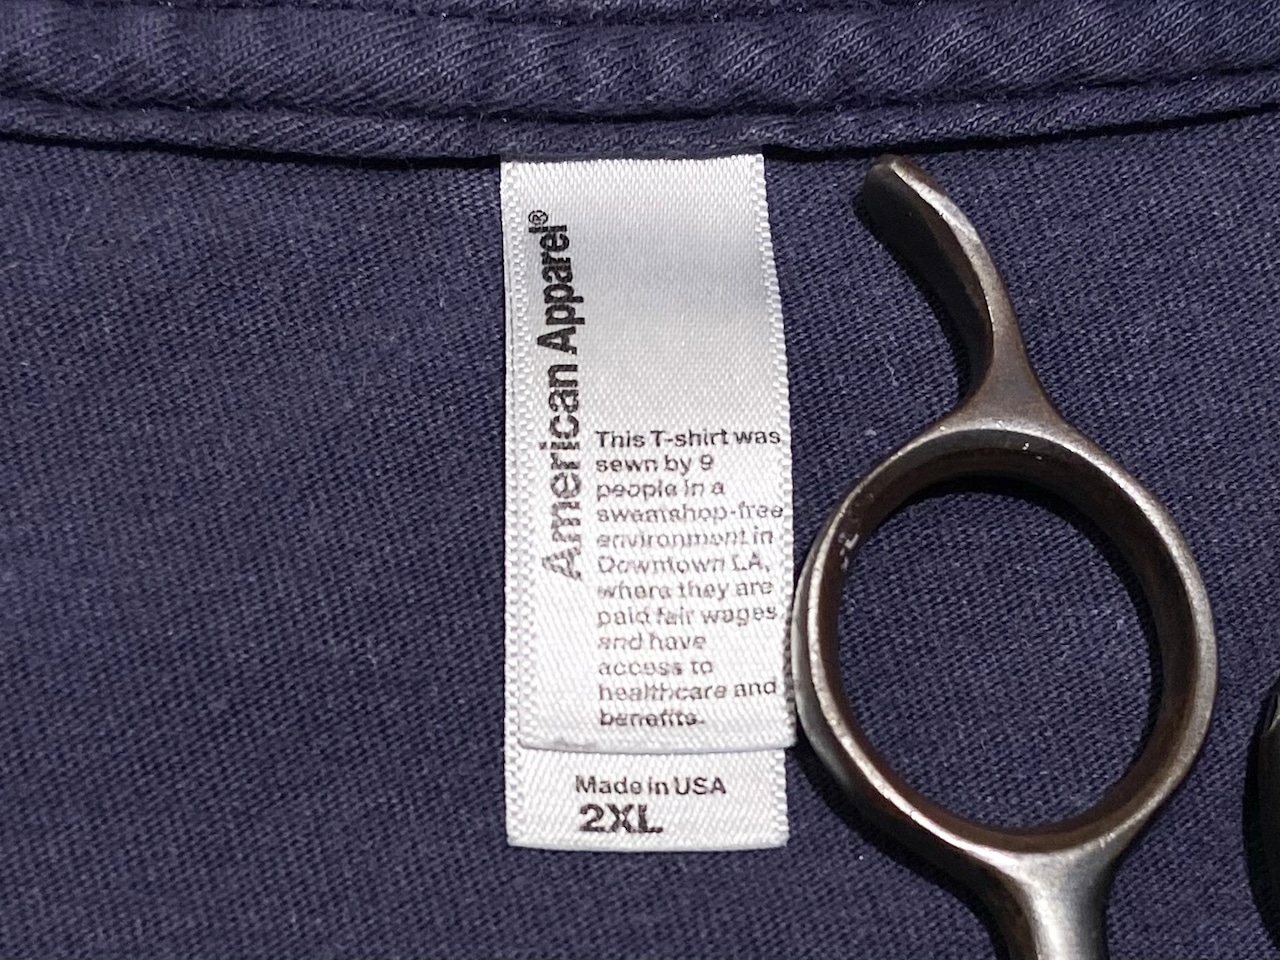 American Apparel®
This T-shirt was
sewn by 9
people in a
sweatshop-free
environment in
Downtown LA,
where they are
paid fair wages
and have
access to
healthcare and
benefits.
Made in USA
2XL